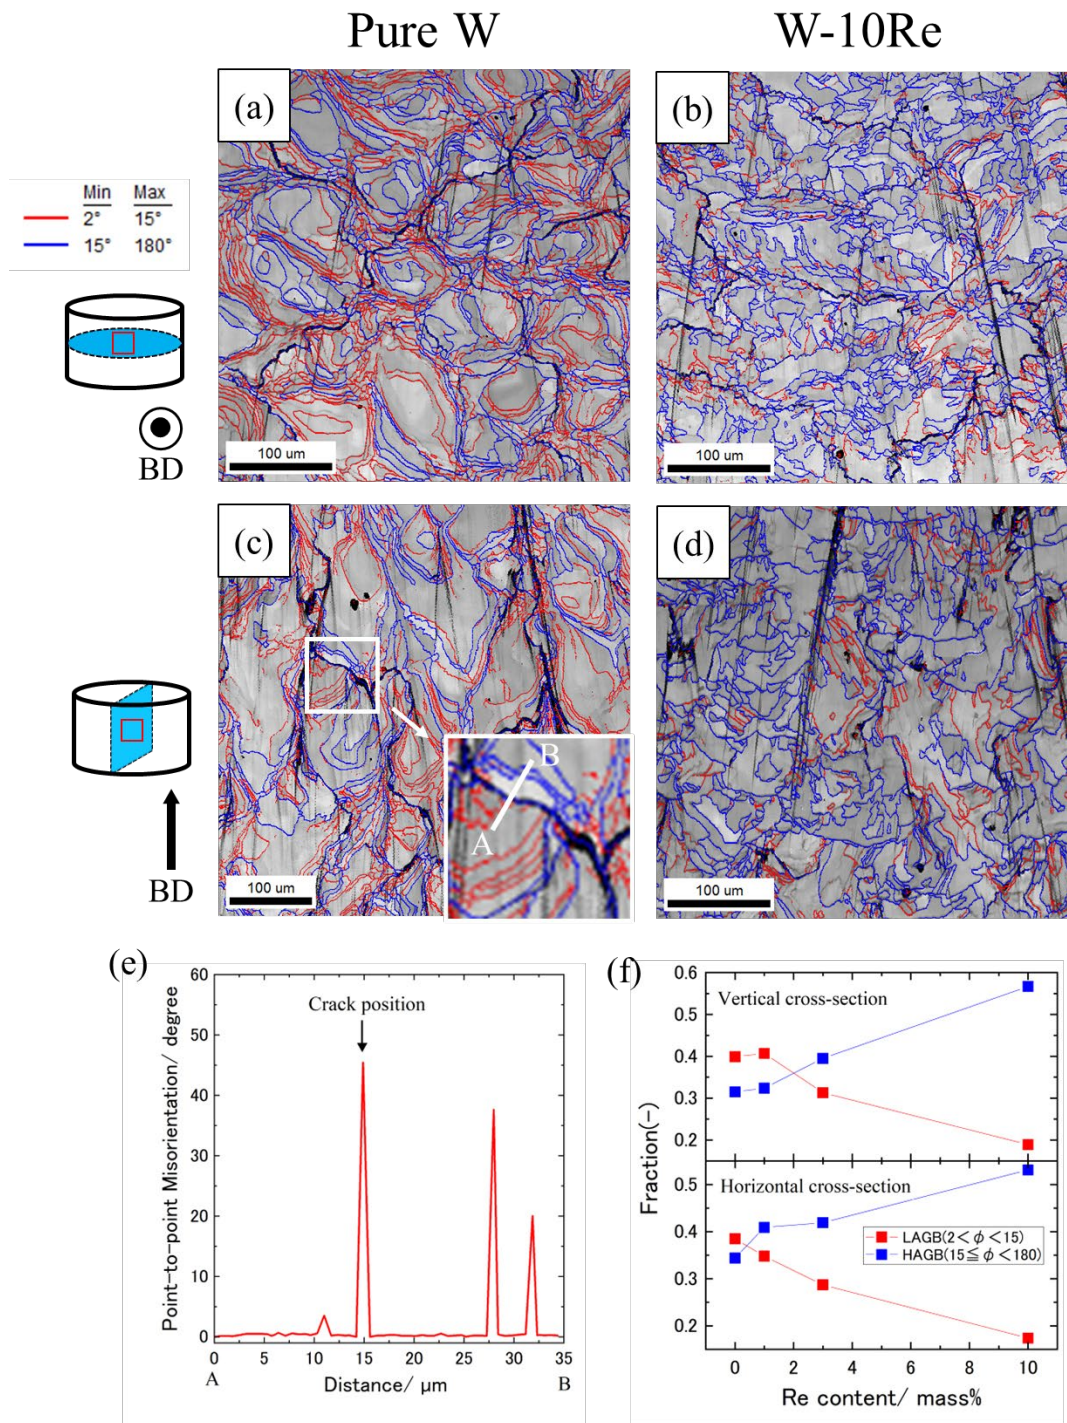 Pure W
W-10Re
(a)
(b)
Min Max
2° 15°
15° 180°
BD
100 um
100 um
(c)
(d)
B
A
BD
100 um
100 um
(e)
60
50
40
30
20
10
0
Point-to-point Misorientation/ degree
Crack position
0 5 10 15 20 25 30 35
A
B
Distance/ μm
(f)
0.6
0.5
0.4
0.3
0.2
Vertical cross-section
Fraction(-)
0.5
0.4
0.3
0.2
Horizontal cross-section
LAGB(2<ϕ<15)
HAGB(15≦ϕ<180)
0 2 4 6 8 10
Re content/ mass%